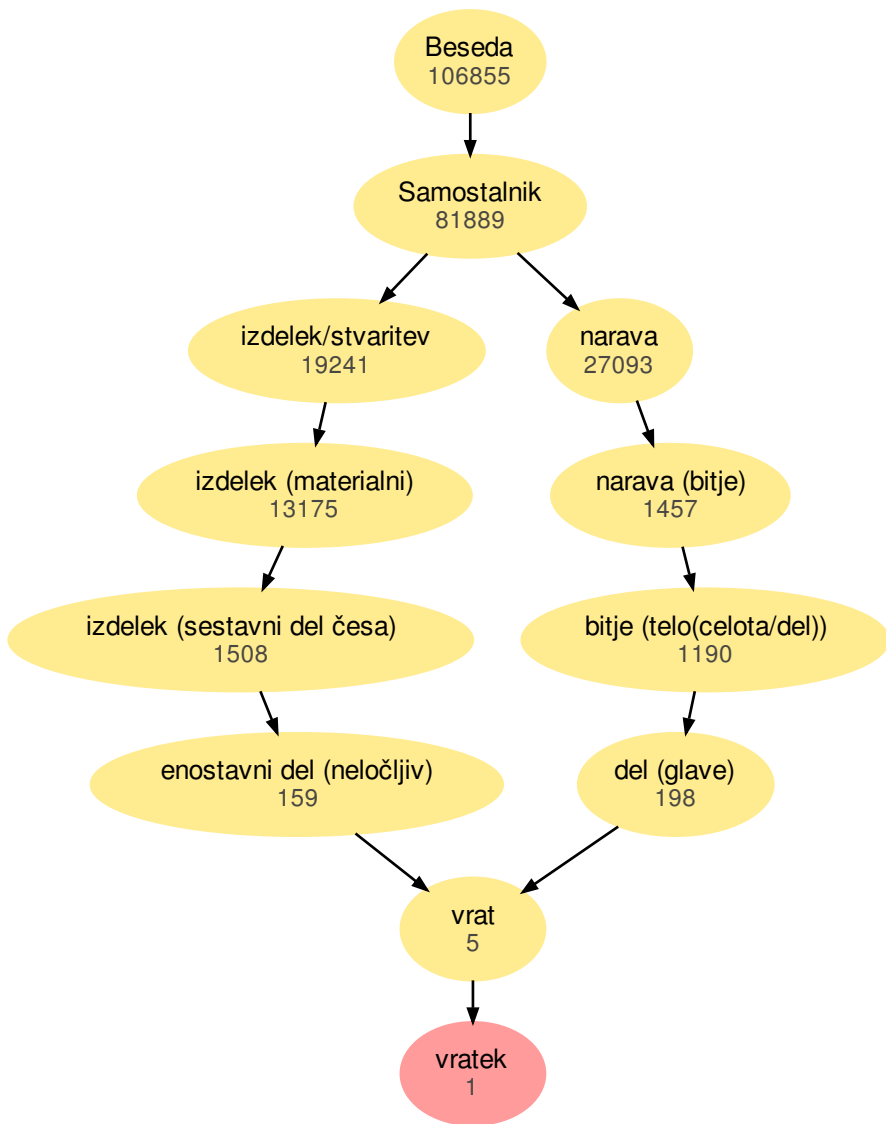 Beseda
106855
Samostalnik
81889
izdelek/stvaritev
19241
narava
27093
izdelek (materialni)
13175
narava (bitje)
1457
izdelek (sestavni del česa)
1508
bitje (telo(celota/del))
1190
enostavni del (neločljiv)
159
del (glave)
198
vrat
5
vratek
1